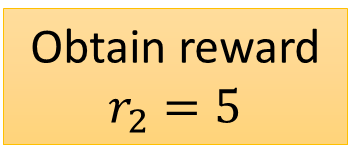 Obtain reward
r₂ = 5